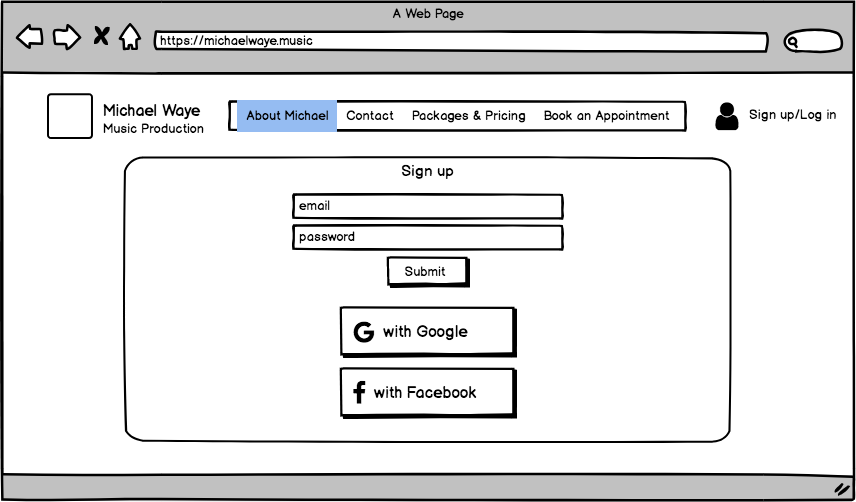 A Web Page
https://michaelwaye.music
Michael Waye
Music Production
About Michael Contact Packages & Pricing Book an Appointment
Sign up/Log in
Sign up
email
password
Submit
G with Google
f with Facebook